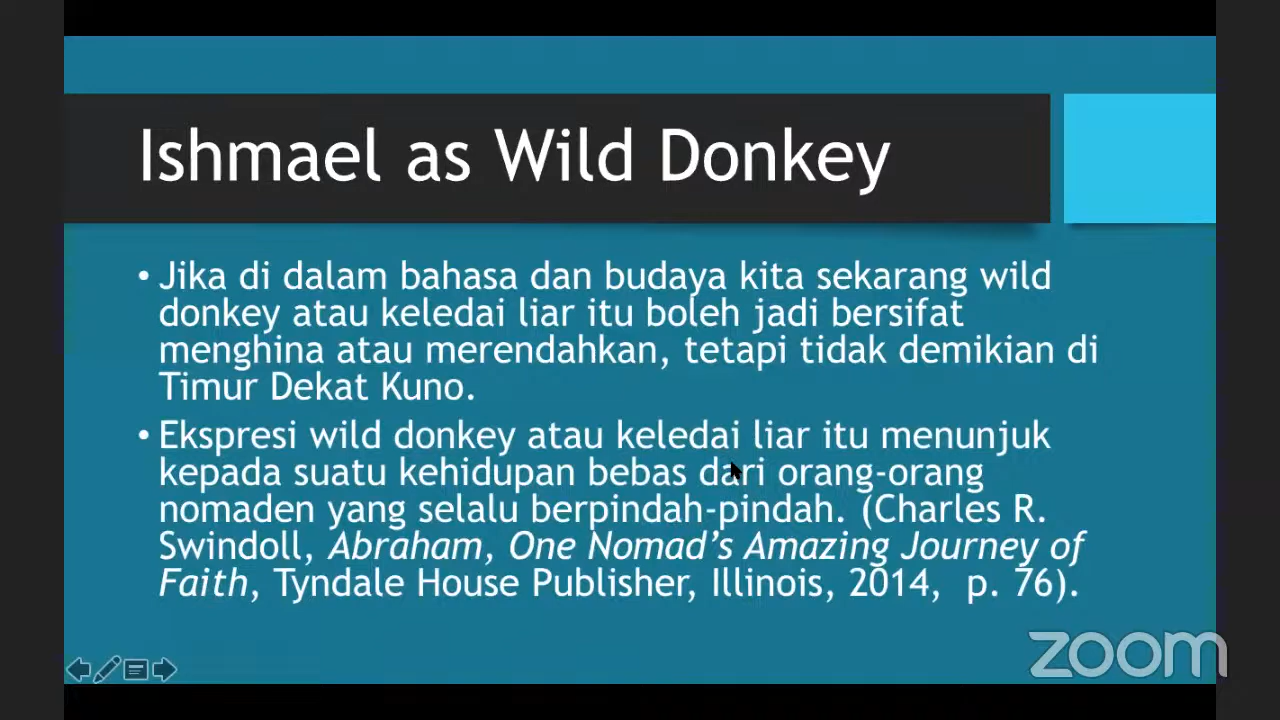 Ishmael as Wild Donkey
• Jika di dalam bahasa dan budaya kita sekarang wild
donkey atau keledai liar itu boleh jadi bersifat
menghina atau merendahkan, tetapi tidak demikian di
Timur Dekat Kuno.
• Ekspresi wild donkey atau keledai liar itu menunjuk
kepada suatu kehidupan bebas dari orang-orang
nomaden yang selalu berpindah-pindah. (Charles R.
Swindoll, Abraham, One Nomad’s Amazing Journey of
Faith, Tyndale House Publisher, Illinois, 2014,  p. 76).
zoom